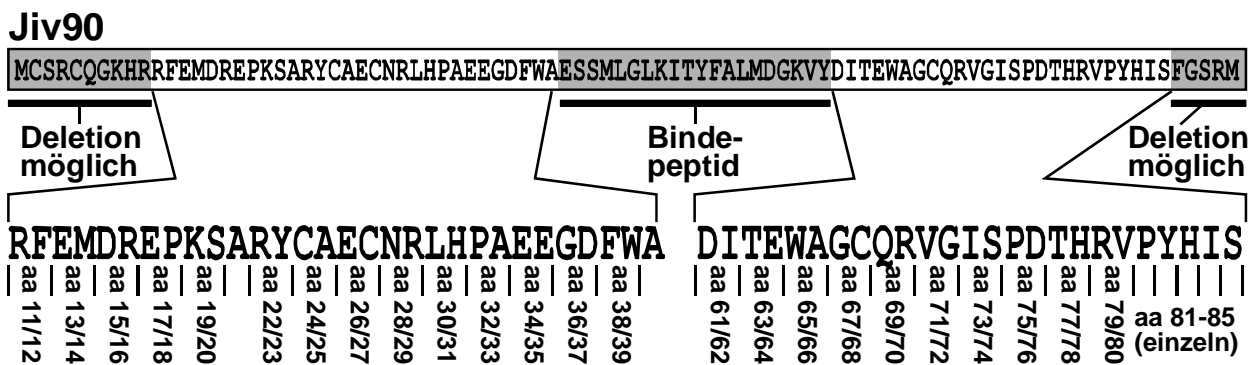 Jiv90
MCSRCQGKHRRFEMDREPKSARYCAECNRLHPAEEGDFWAESSMLGLKITYFALMDGKVYDITEWAGCQRVGISPDTHRVPYHISFGSRM
Deletion
möglich
Binde-
peptid
Deletion
möglich
RFEMDREPKSARYCAECNRLHPAEEGDFWA
DITEWAGCQRVGISPDTHRVPYHIS
aa 11/12
aa 13/14
aa 15/16
aa 17/18
aa 19/20
aa 22/23
aa 24/25
aa 26/27
aa 28/29
aa 30/31
aa 32/33
aa 34/35
aa 36/37
aa 38/39
aa 61/62
aa 63/64
aa 65/66
aa 67/68
aa 69/70
aa 71/72
aa 73/74
aa 75/76
aa 77/78
aa 79/80
aa 81-85
(einzeln)